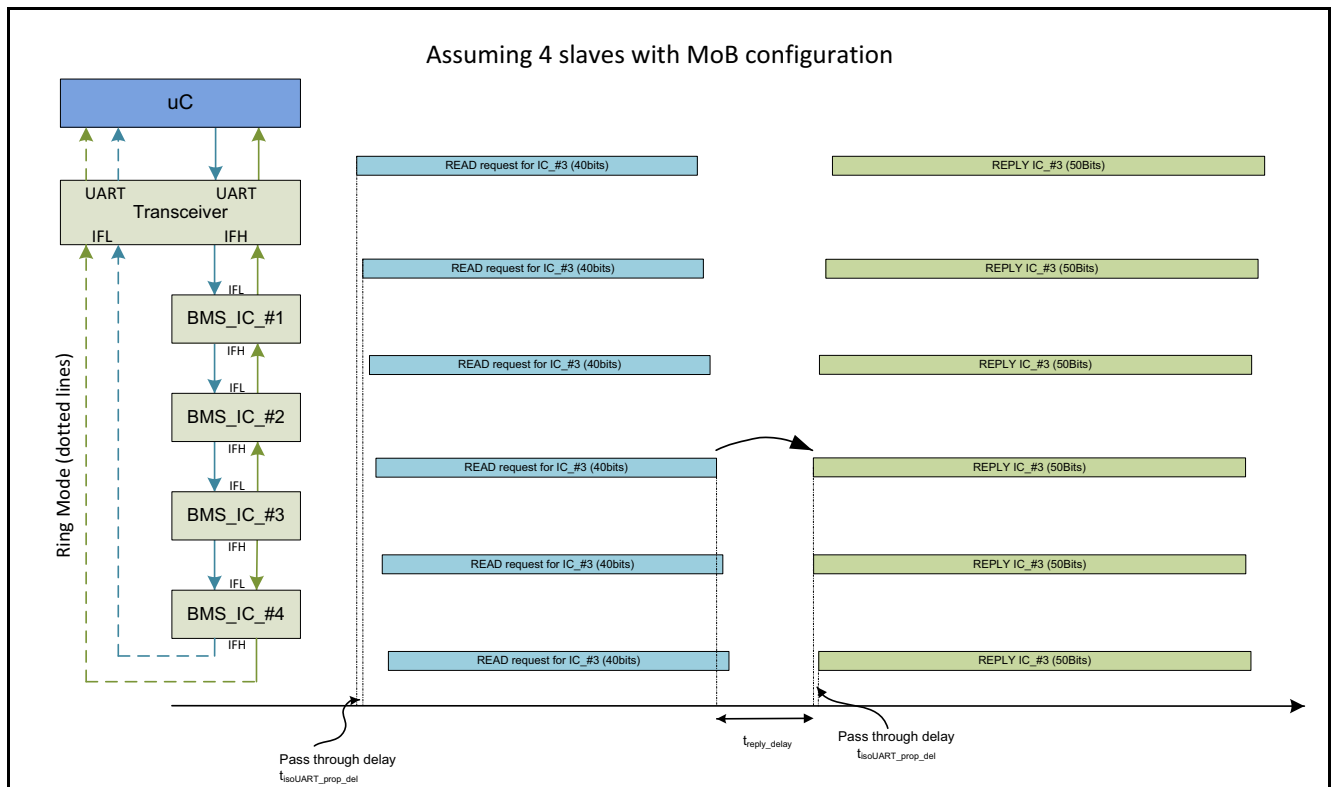 Assuming 4 slaves with MoB configuration
uC
UART UART
Transceiver
IFL IFH
IFL
BMS_IC_#1
IFH
IFL
BMS_IC_#2
IFH
IFL
BMS_IC_#3
IFH
IFL
BMS_IC_#4
IFH
Ring Mode (dotted lines)
READ request for IC_#3 (40bits) REPLY IC_#3 (50Bits)
READ request for IC_#3 (40bits) REPLY IC_#3 (50Bits)
READ request for IC_#3 (40bits) REPLY IC_#3 (50Bits)
READ request for IC_#3 (40bits) REPLY IC_#3 (50Bits)
READ request for IC_#3 (40bits) REPLY IC_#3 (50Bits)
READ request for IC_#3 (40bits) REPLY IC_#3 (50Bits)
Pass through delay
tisoUART_prop_del
treply_delay
Pass through delay
tisoUART_prop_del